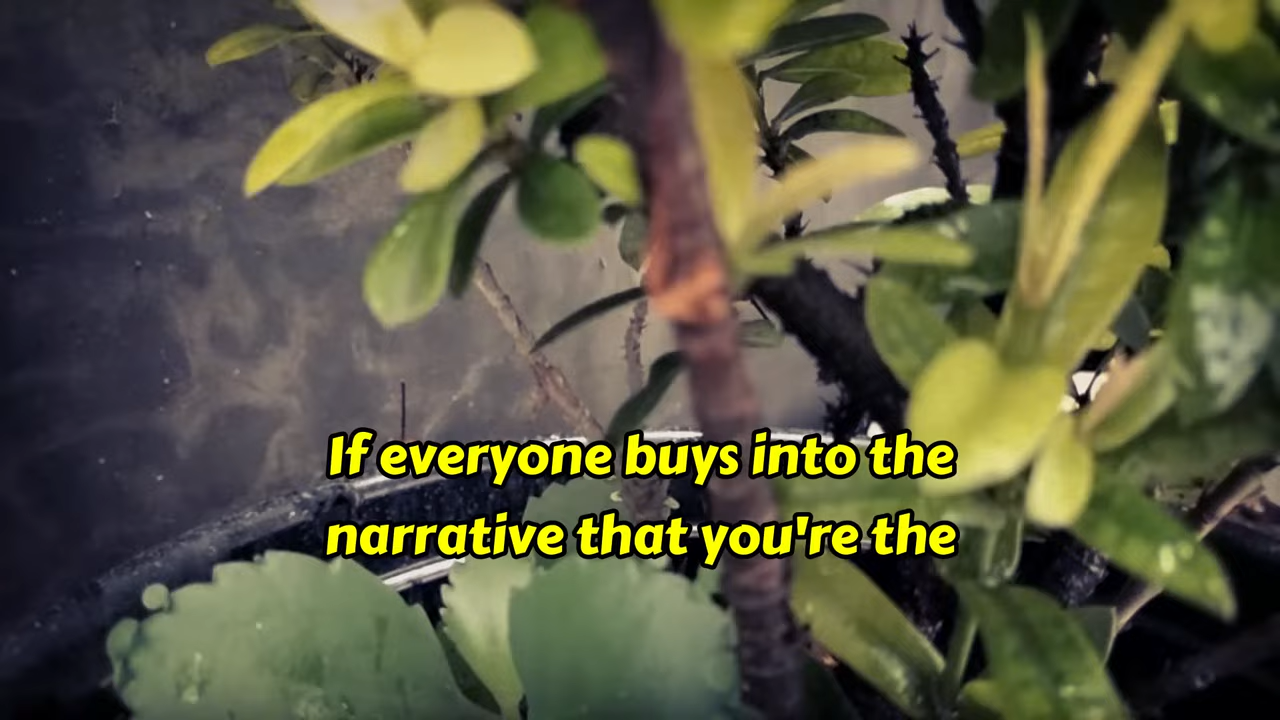 If everyone buys into the
narrative that you're the